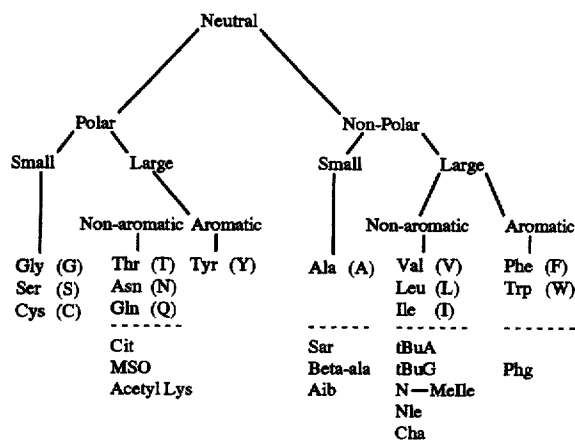 Neutral
Polar Non-Polar
Small Large Small Large
Non-aromatic Aromatic Non-aromatic Aromatic
Gly (G) Thr (T) Tyr (Y) Ala (A) Val (V) Phe (F)
Ser (S) Asn (N) Leu (L) Trp (W)
Cys (C) Gln (Q) Ile (I)
Cit Sar tBuA
MSO Beta-ala tBuG Phg
Acetyl Lys Aib N—MeIle
Nle
Cha